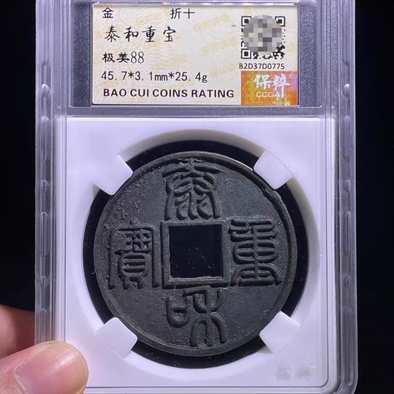 金 折十
泰和重宝
极美88
45.7*3.1mm*25.4g
BAO CUI COINS RATING
B2D37D0775
保粹
CCGA
泰和重寶